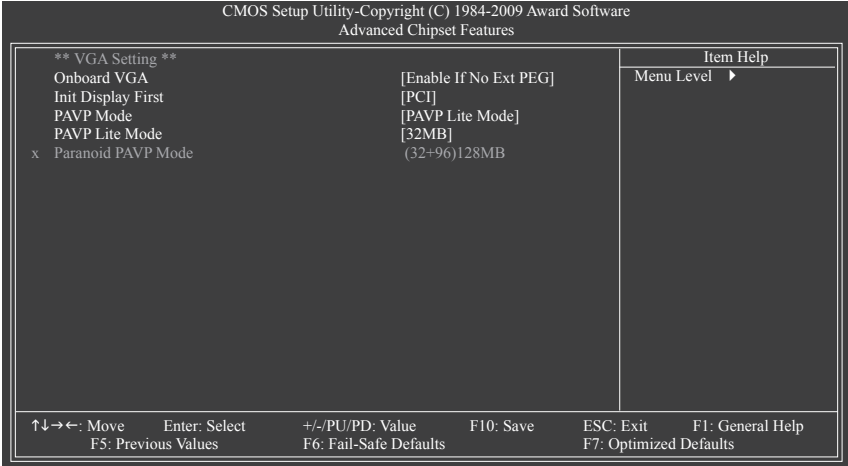 CMOS Setup Utility-Copyright (C) 1984-2009 Award Software
Advanced Chipset Features
** VGA Setting **
Item Help
Onboard VGA [Enable If No Ext PEG]
Menu Level ▶
Init Display First [PCI]
PAVP Mode [PAVP Lite Mode]
PAVP Lite Mode [32MB]
x Paranoid PAVP Mode (32+96)128MB
↑↓→←: Move Enter: Select +/-/PU/PD: Value F10: Save ESC: Exit F1: General Help
F5: Previous Values F6: Fail-Safe Defaults F7: Optimized Defaults